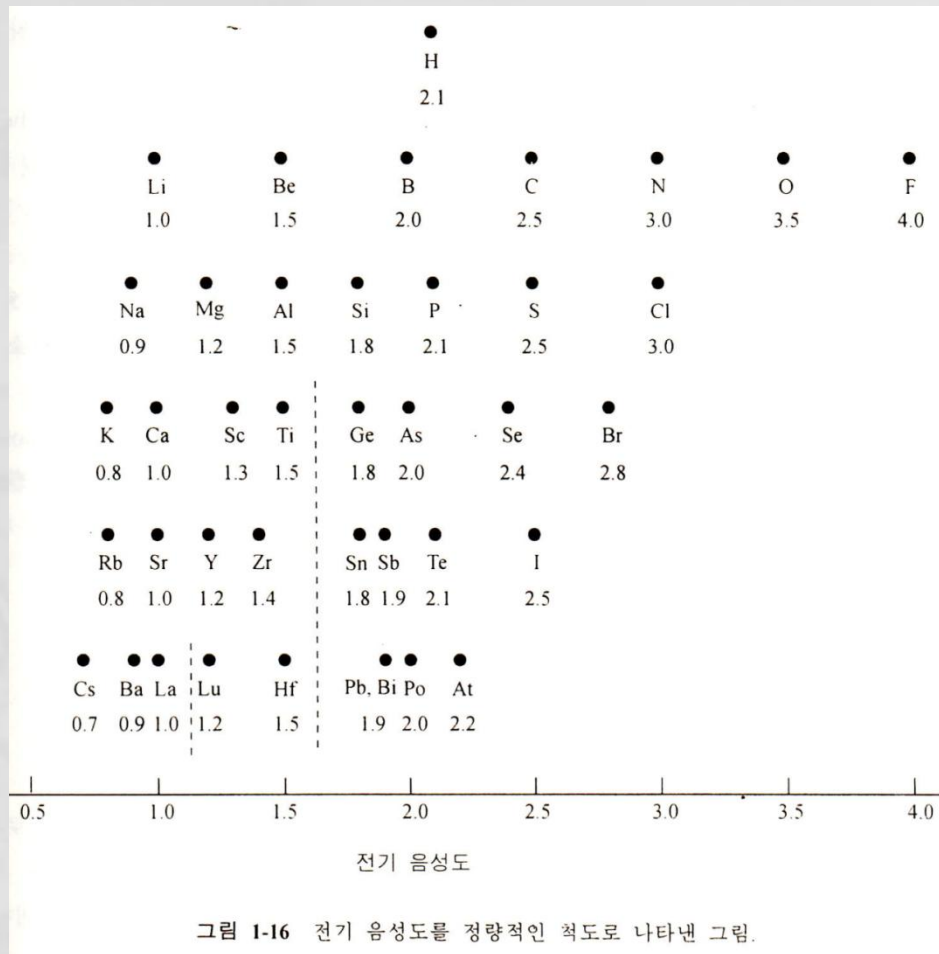 H
2.1
Li Be B C N O F
1.0 1.5 2.0 2.5 3.0 3.5 4.0
Na Mg Al Si P S Cl
0.9 1.2 1.5 1.8 2.1 2.5 3.0
K Ca Sc Ti Ge As Se Br
0.8 1.0 1.3 1.5 1.8 2.0 2.4 2.8
Rb Sr Y Zr Sn Sb Te I
0.8 1.0 1.2 1.4 1.8 1.9 2.1 2.5
Cs Ba La Lu Hf Pb, Bi Po At
0.7 0.9 1.0 1.2 1.5 1.9 2.0 2.2
0.5 1.0 1.5 2.0 2.5 3.0 3.5 4.0
전기 음성도
그림 1-16 전기 음성도를 정량적인 척도로 나타낸 그림.